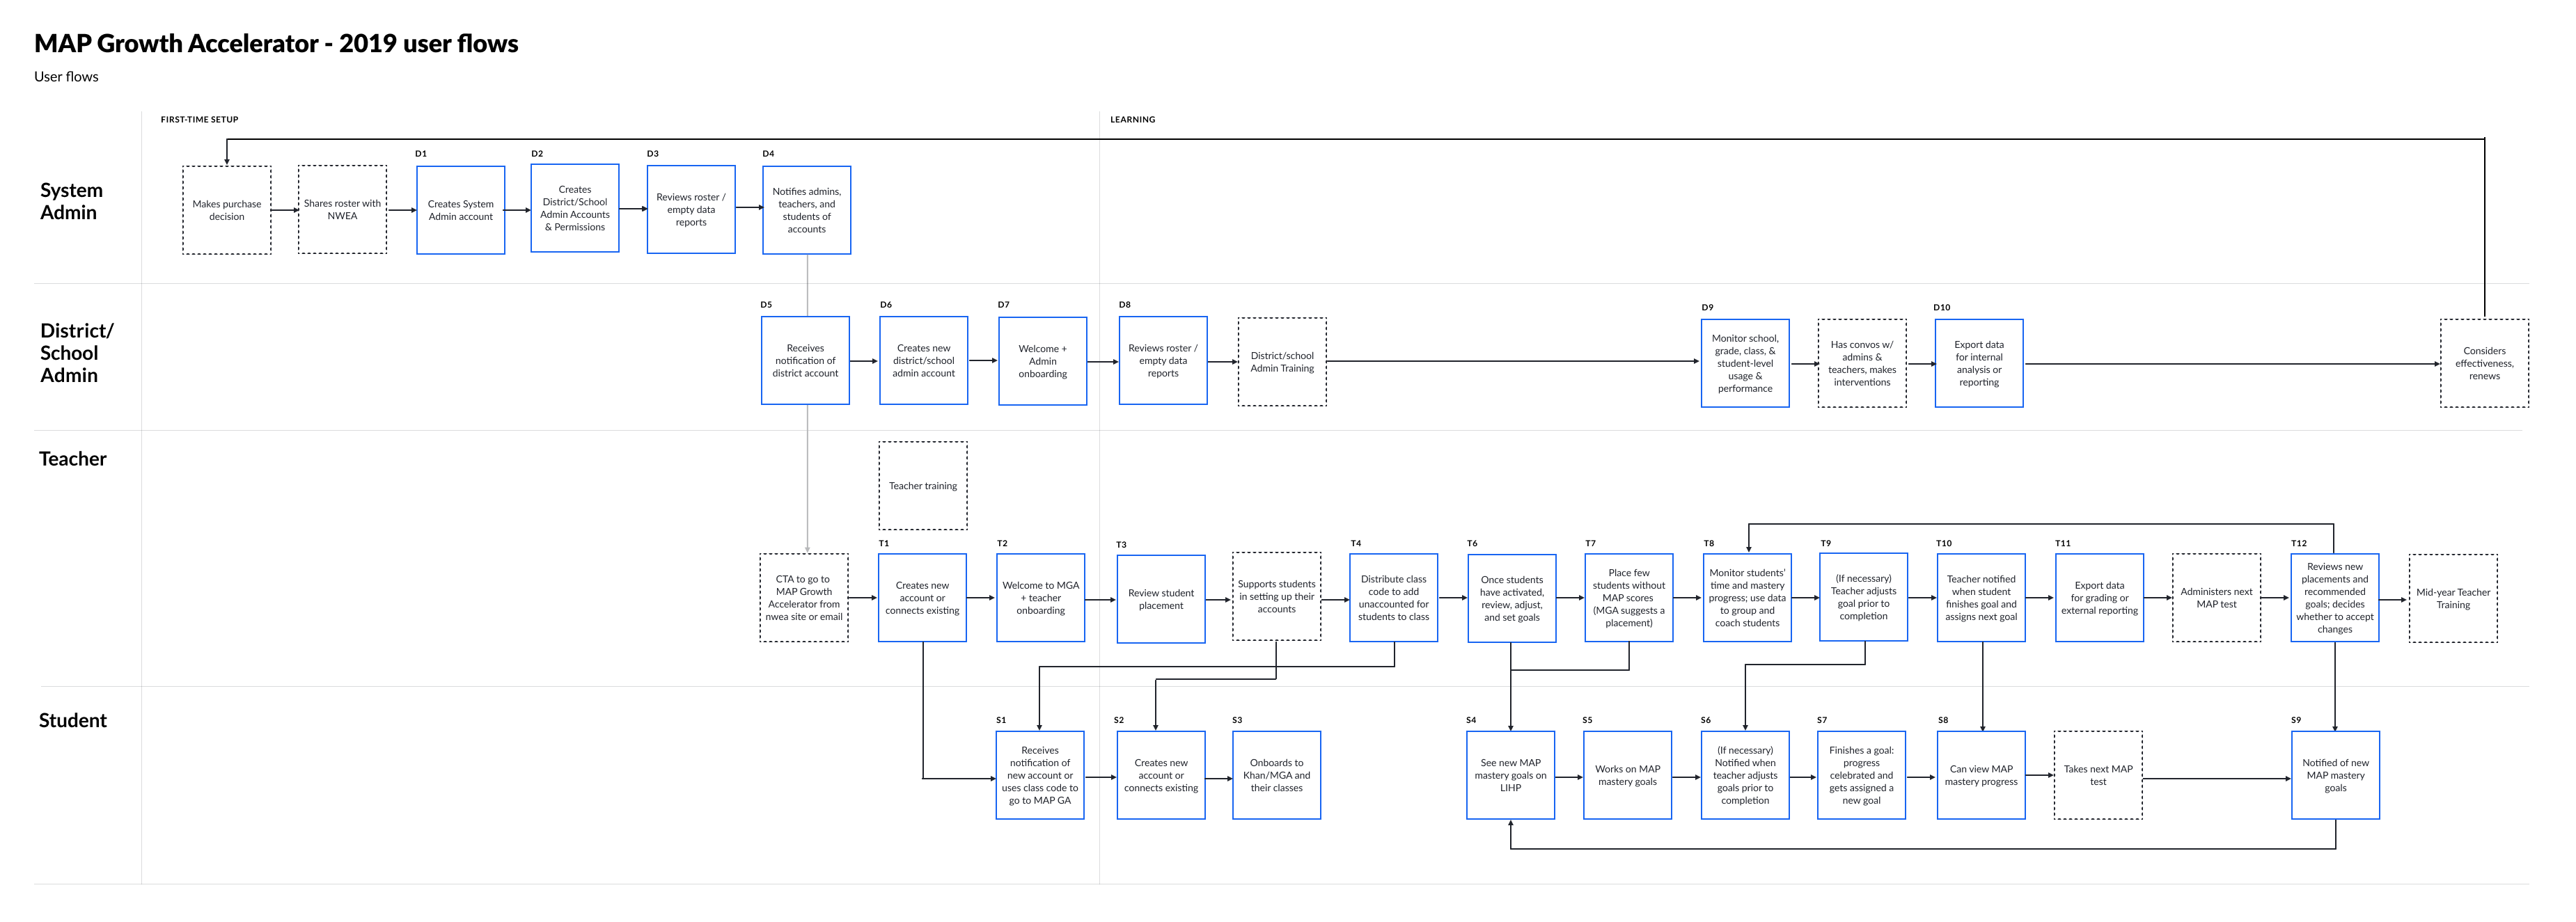 MAP Growth Accelerator - 2019 user flows
User flows
FIRST-TIME SETUP
LEARNING
System
Admin
Makes purchase
decision
Shares roster with
NWEA
D1
Creates System
Admin account
D2
Creates
District/School
Admin Accounts
& Permissions
D3
Reviews roster /
empty data
reports
D4
Notifies admins,
teachers, and
students of
accounts
District/
School
Admin
D5
Receives
notification of
district account
D6
Creates new
district/school
admin account
D7
Welcome +
Admin
onboarding
D8
Reviews roster /
empty data
reports
District/school
Admin Training
D9
Monitor school,
grade, class, &
student-level
usage &
performance
Has convos w/
admins &
teachers, makes
interventions
D10
Export data
for internal
analysis or
reporting
Considers
effectiveness,
renews
Teacher
Teacher training
CTA to go to
MAP Growth
Accelerator from
nwea site or email
T1
Creates new
account or
connects existing
T2
Welcome to MGA
+ teacher
onboarding
T3
Review student
placement
Supports students
in setting up their
accounts
T4
Distribute class
code to add
unaccounted for
students to class
T6
Once students
have activated,
review, adjust,
and set goals
T7
Place few
students without
MAP scores
(MGA suggests a
placement)
T8
Monitor students'
time and mastery
progress; use data
to group and
coach students
T9
(If necessary)
Teacher adjusts
goal prior to
completion
T10
Teacher notified
when student
finishes goal and
assigns next goal
T11
Export data
for grading or
external reporting
Administers next
MAP test
T12
Reviews new
placements and
recommended
goals; decides
whether to accept
changes
Mid-year Teacher
Training
Student
S1
Receives
notification of
new account or
uses class code to
go to MAP GA
S2
Creates new
account or
connects existing
S3
Onboards to
Khan/MGA and
their classes
S4
See new MAP
mastery goals on
LIHP
S5
Works on MAP
mastery goals
S6
(If necessary)
Notified when
teacher adjusts
goals prior to
completion
S7
Finishes a goal:
progress
celebrated and
gets assigned a
new goal
S8
Can view MAP
mastery progress
Takes next MAP
test
S9
Notified of new
MAP mastery
goals